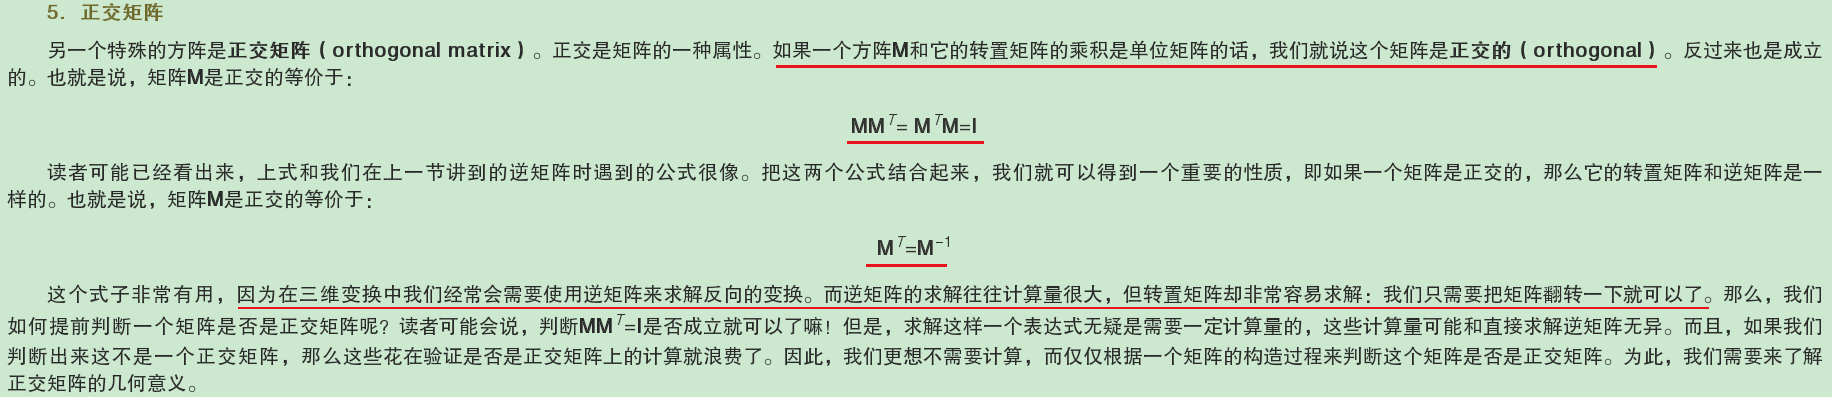 5. 正交矩阵
另一个特殊的方阵是正交矩阵（orthogonal matrix）。正交是矩阵的一种属性。如果一个方阵M和它的转置矩阵的乘积是单位矩阵的话，我们就说这个矩阵是正交的（orthogonal）。反过来也是成立
的。也就是说，矩阵M是正交的等价于：
MMᵀ= MᵀM=I
读者可能已经看出来，上式和我们在上一节讲到的逆矩阵时遇到的公式很像。把这两个公式结合起来，我们就可以得到一个重要的性质，即如果一个矩阵是正交的，那么它的转置矩阵和逆矩阵是一
样的。也就是说，矩阵M是正交的等价于：
Mᵀ=M⁻¹
这个式子非常有用，因为在三维变换中我们经常会需要使用逆矩阵来求解反向的变换。而逆矩阵的求解往往计算量很大，但转置矩阵却非常容易求解：我们只需要把矩阵翻转一下就可以了。那么，我们
如何提前判断一个矩阵是否是正交矩阵呢？读者可能会说，判断MMᵀ=I是否成立就可以了嘛！但是，求解这样一个表达式无疑是需要一定计算量的，这些计算量可能和直接求解逆矩阵无异。而且，如果我们
判断出来这不是一个正交矩阵，那么这些花在验证是否是正交矩阵上的计算就浪费了。因此，我们更想不需要计算，而仅仅根据一个矩阵的构造过程来判断这个矩阵是否是正交矩阵。为此，我们需要来了解
正交矩阵的几何意义。